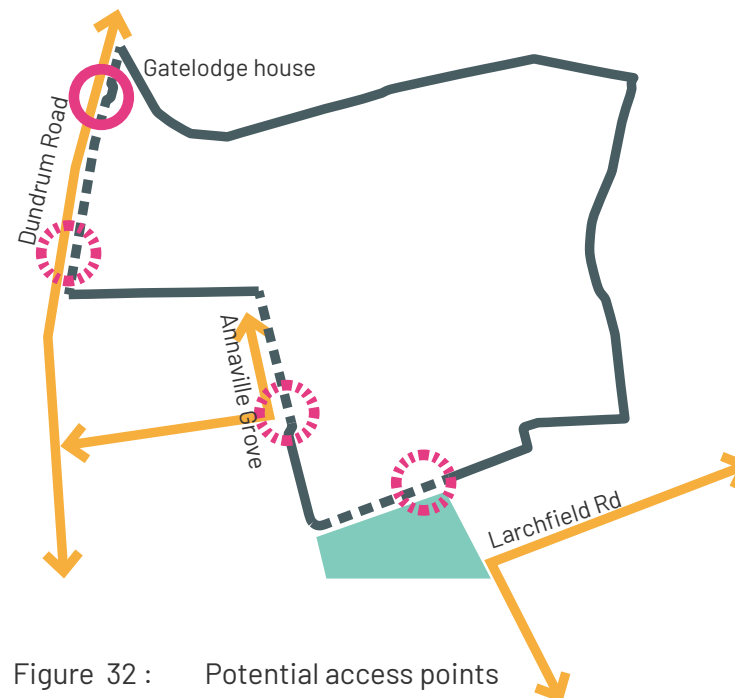 Gatelodge house
Dundrum Road
Annaville Grove
Larchfield Rd
Figure 32 : Potential access points